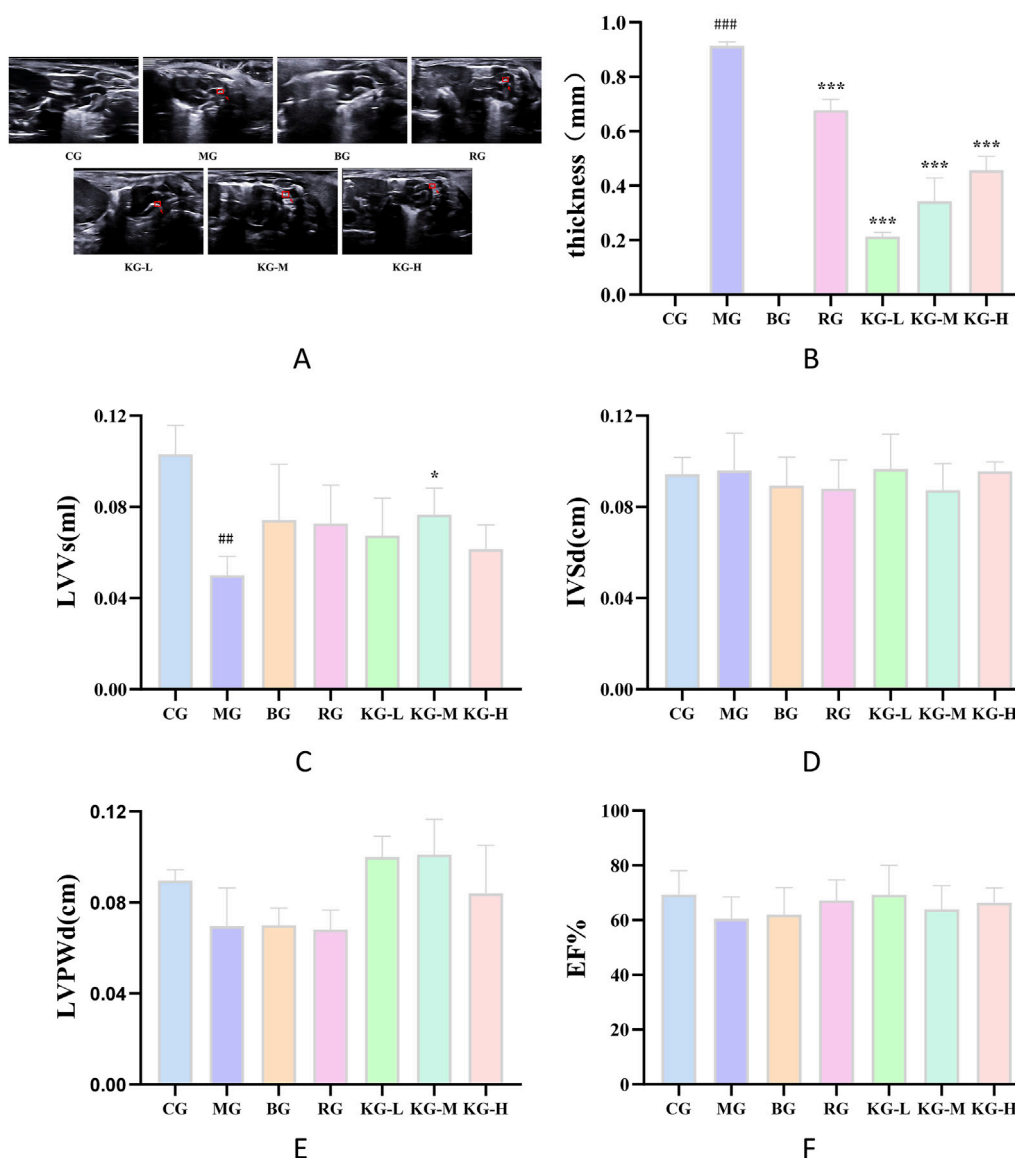 CG MG BG RG
KG-L KG-M KG-H
A
thickness（mm）
1.0
0.8
0.6
0.4
0.2
0.0
###
***
***
***
***
CG MG BG RG KG-L KG-M KG-H
B
LVVs(ml)
0.12
0.08
0.04
0.00
##
*
CG MG BG RG KG-L KG-M KG-H
C
IVSd(cm)
0.12
0.08
0.04
0.00
CG MG BG RG KG-L KG-M KG-H
D
LVPWd(cm)
0.12
0.08
0.04
0.00
CG MG BG RG KG-L KG-M KG-H
E
EF%
100
80
60
40
20
0
CG MG BG RG KG-L KG-M KG-H
F